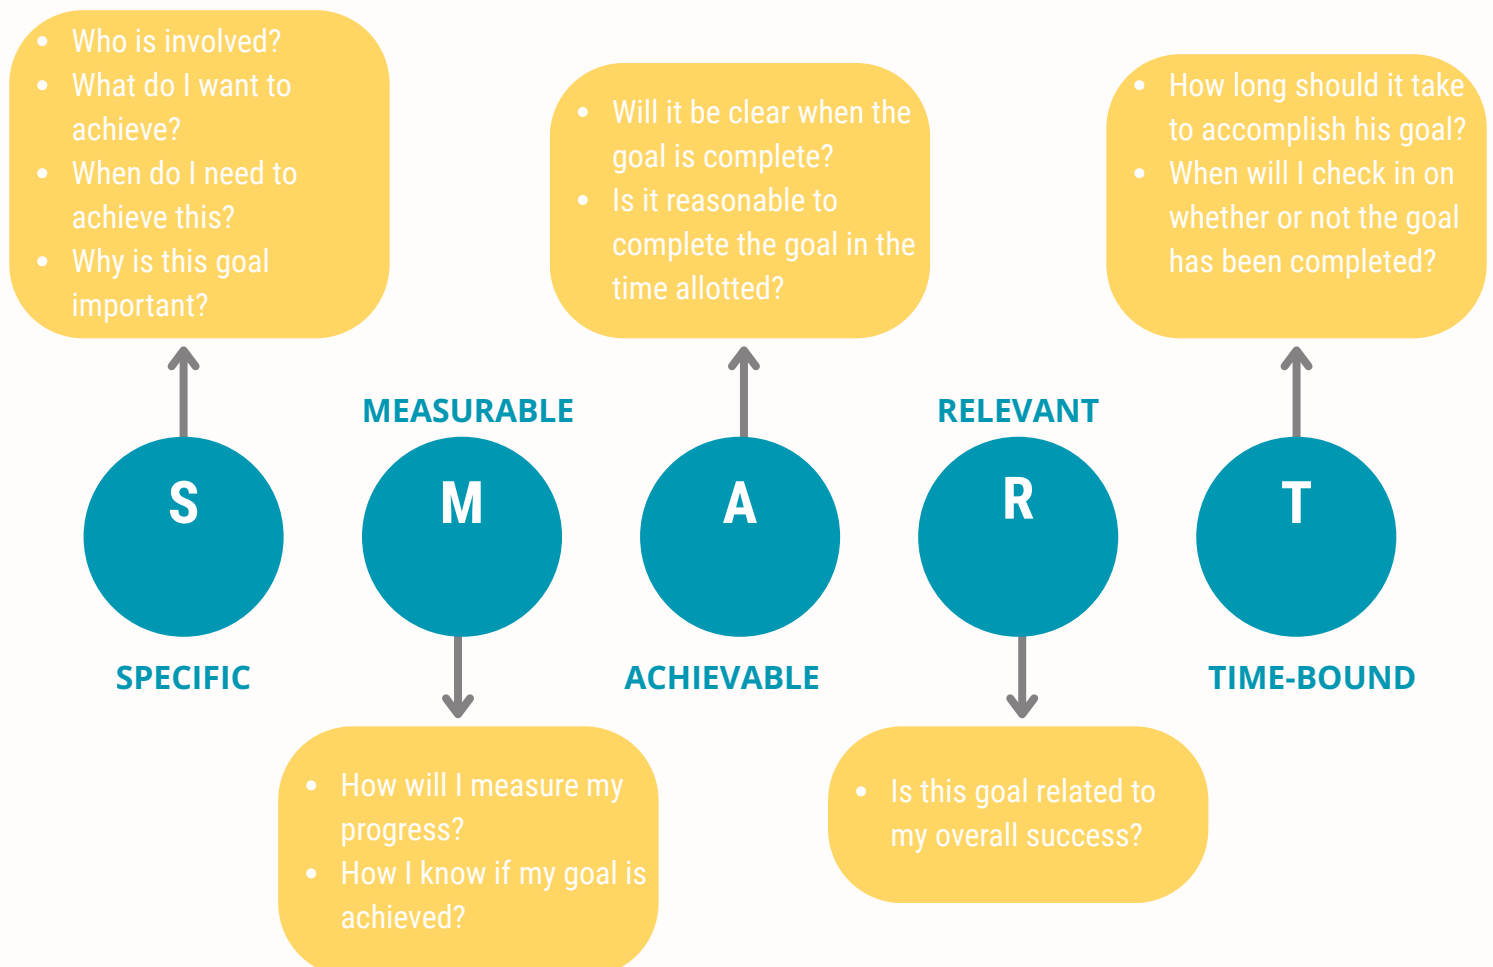 • Who is involved?
• What do I want to
achieve?
• When do I need to
achieve this?
• Why is this goal
important?
• Will it be clear when the
goal is complete?
• Is it reasonable to
complete the goal in the
time allotted?
• How long should it take
to accomplish his goal?
• When will I check in on
whether or not the goal
has been completed?
MEASURABLE
RELEVANT
S
M
A
R
T
SPECIFIC
ACHIEVABLE
TIME-BOUND
• How will I measure my
progress?
• How I know if my goal is
achieved?
• Is this goal related to
my overall success?